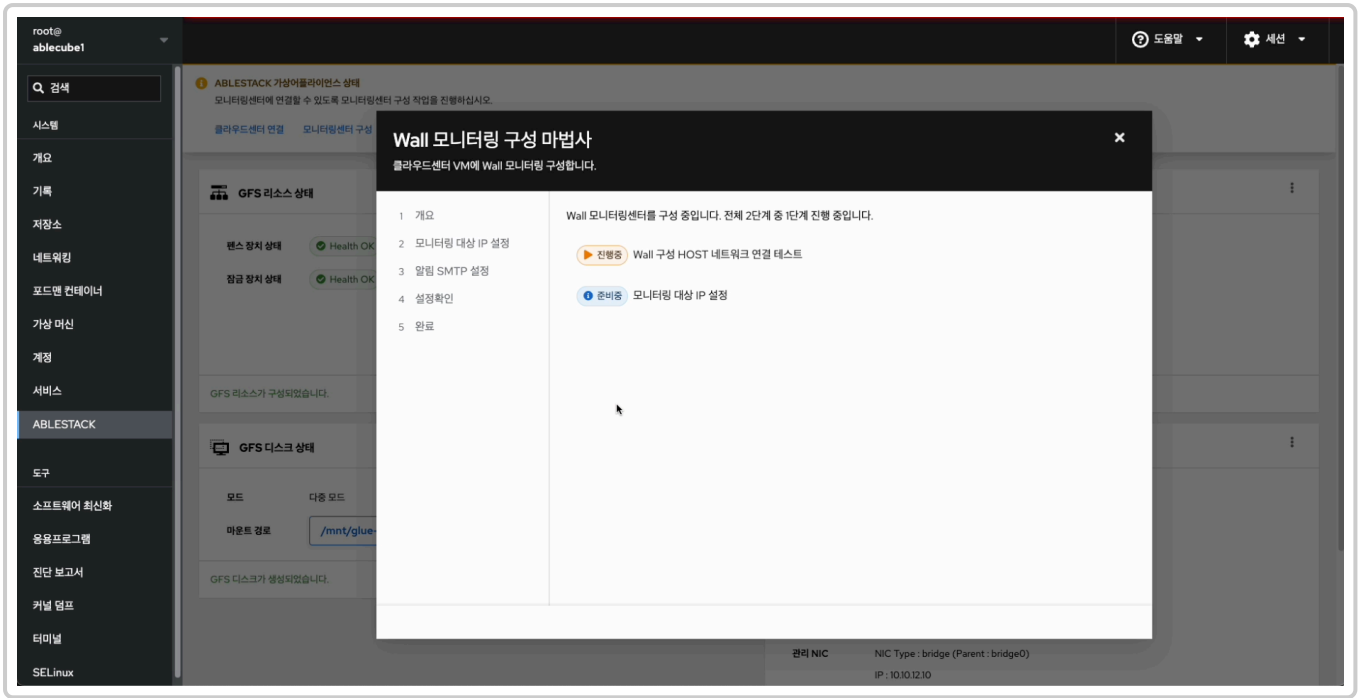 root@
ablecube1
도움말
세션
검색
시스템
개요
기록
저장소
네트워킹
포드맨 컨테이너
가상 머신
계정
서비스
ABLESTACK
도구
소프트웨어 최신화
응용프로그램
진단 보고서
커널 덤프
터미널
SELinux
ABLESTACK 가상어플라이언스 상태
모니터링센터에 연결할 수 있도록 모니터링센터 구성 작업을 진행하십시오.
클라우드센터 연결 모니터링센터 구성
GFS 리소스 상태
펜스 장치 상태 Health OK
잠금 장치 상태 Health OK
GFS 리소스가 구성되었습니다.
GFS 디스크 상태
모드 다중 모드
마운트 경로 /mnt/glue-
GFS 디스크가 생성되었습니다.
Wall 모니터링 구성 마법사
클라우드센터 VM에 Wall 모니터링 구성합니다.
1 개요
2 모니터링 대상 IP 설정
3 알림 SMTP 설정
4 설정확인
5 완료
Wall 모니터링센터를 구성 중입니다. 전체 2단계 중 1단계 진행 중입니다.
진행중 Wall 구성 HOST 네트워크 연결 테스트
준비중 모니터링 대상 IP 설정
관리 NIC NIC Type : bridge (Parent : bridge0)
IP : 10.10.12.10